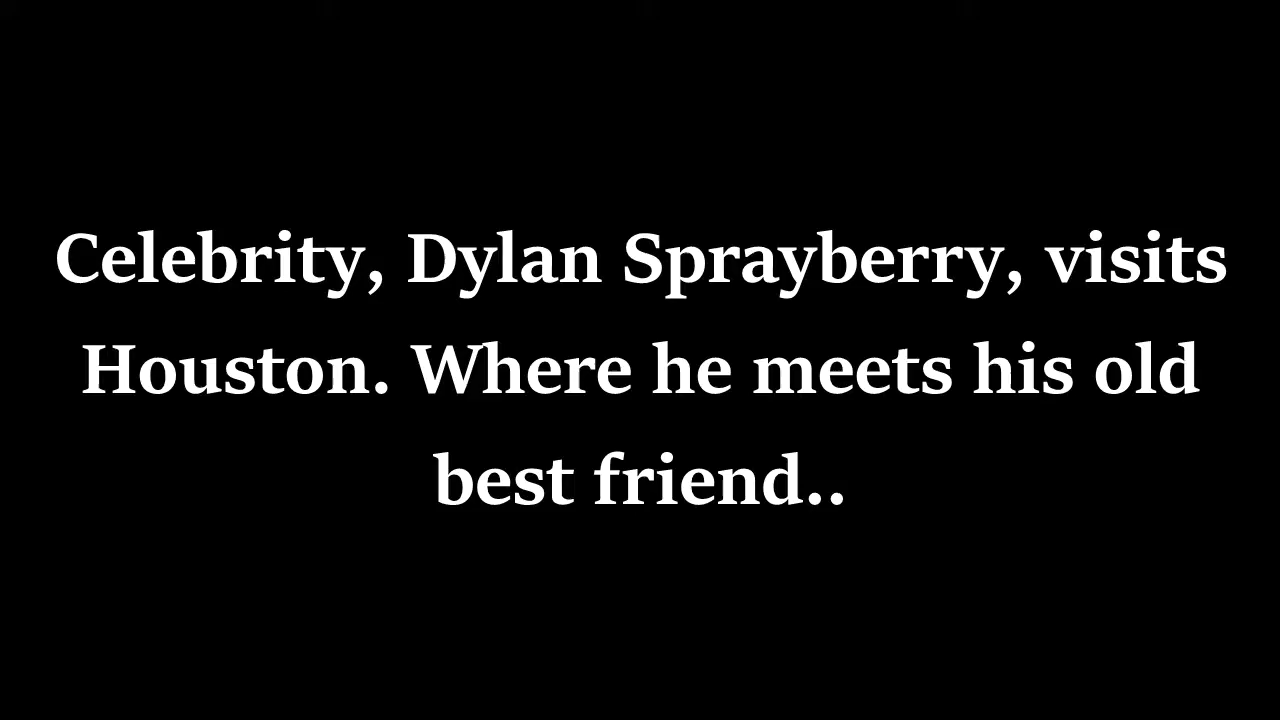 Celebrity, Dylan Sprayberry, visits
Houston. Where he meets his old
best friend..